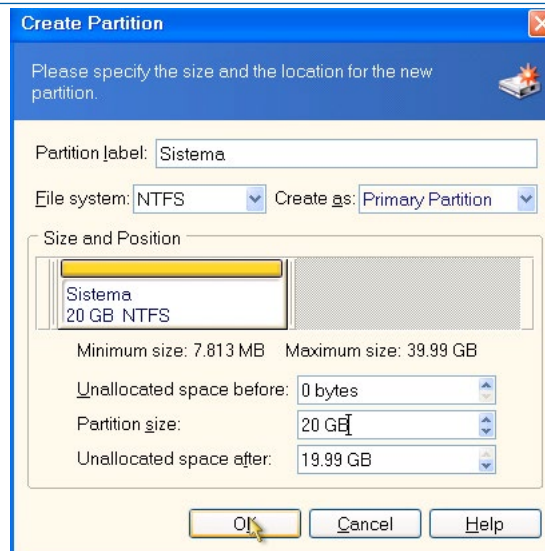 Create Partition
Please specify the size and the location for the new
partition.
Partition label: Sistema
File system: NTFS Create as: Primary Partition
Size and Position
Sistema
20 GB NTFS
Minimum size: 7.813 MB Maximum size: 39.99 GB
Unallocated space before: 0 bytes
Partition size: 20 GB
Unallocated space after: 19.99 GB
OK Cancel Help